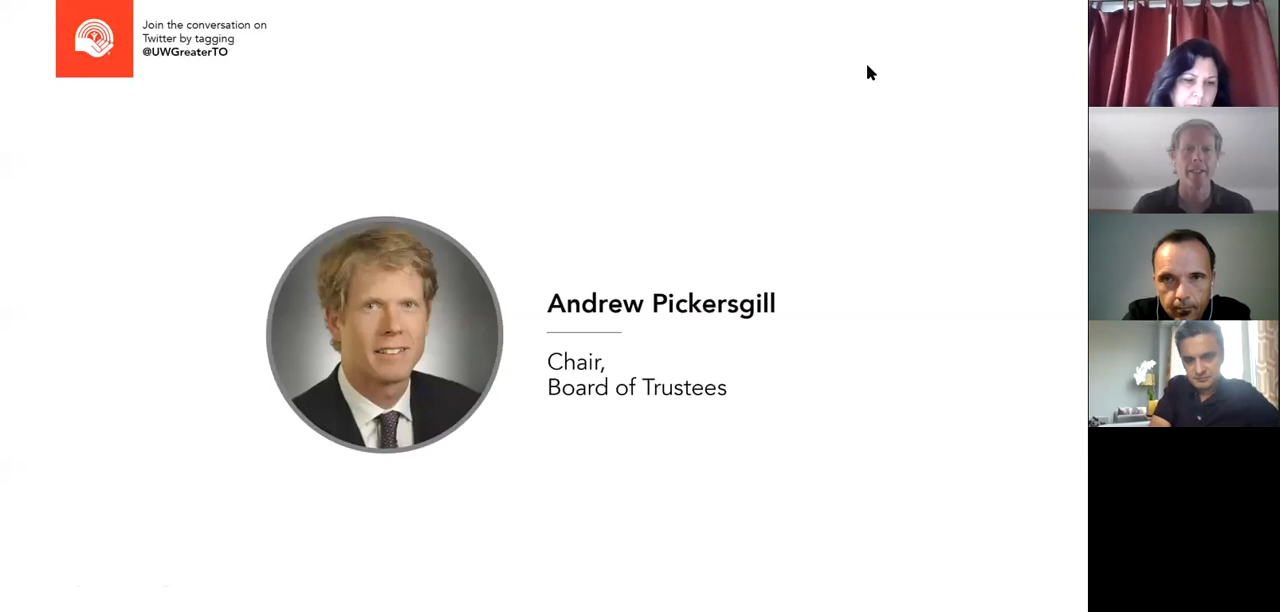 Join the conversation on
Twitter by tagging
@UWGreaterTO
Andrew Pickersgill
Chair,
Board of Trustees